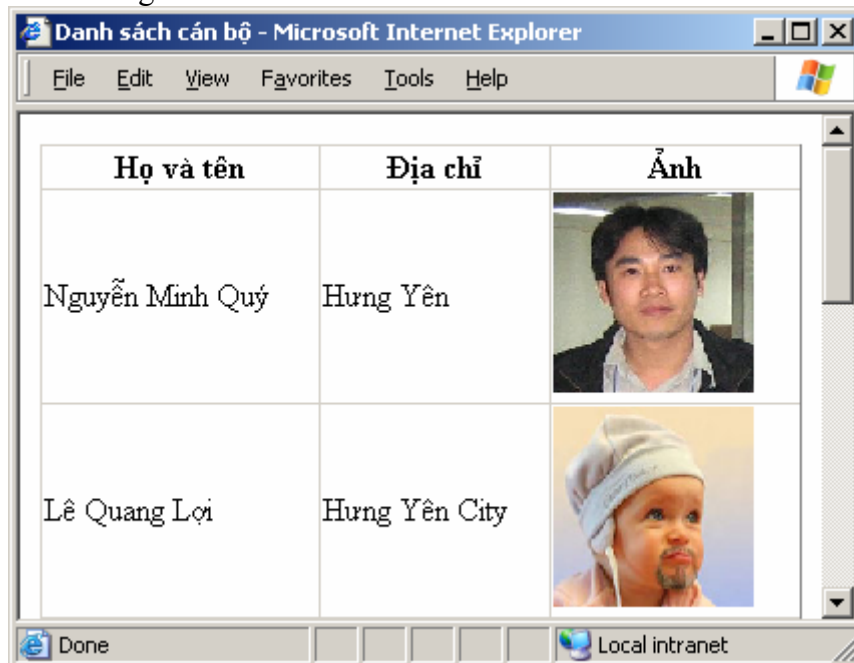 Danh sách cán bộ - Microsoft Internet Explorer
File Edit View Favorites Tools Help
Họ và tên Địa chỉ Ảnh
Nguyễn Minh Quý Hưng Yên
Lê Quang Lợi Hưng Yên City
Done Local intranet